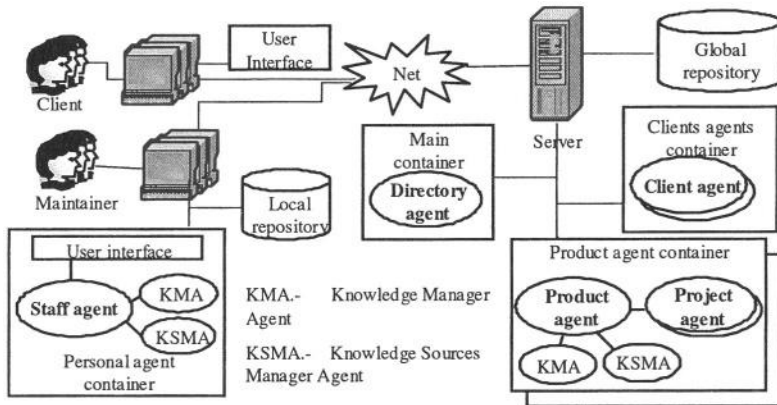 User
Interface
Client
Net
Global
repository
Server
Maintainer
Local
repository
Main
container
Directory
agent
Clients agents
container
Client agent
User interface
Staff agent
KMA
KSMA
Personal agent
container
KMA.- Knowledge Manager
Agent
KSMA.- Knowledge Sources
Manager Agent
Product agent container
Product
agent
Project
agent
KMA
KSMA